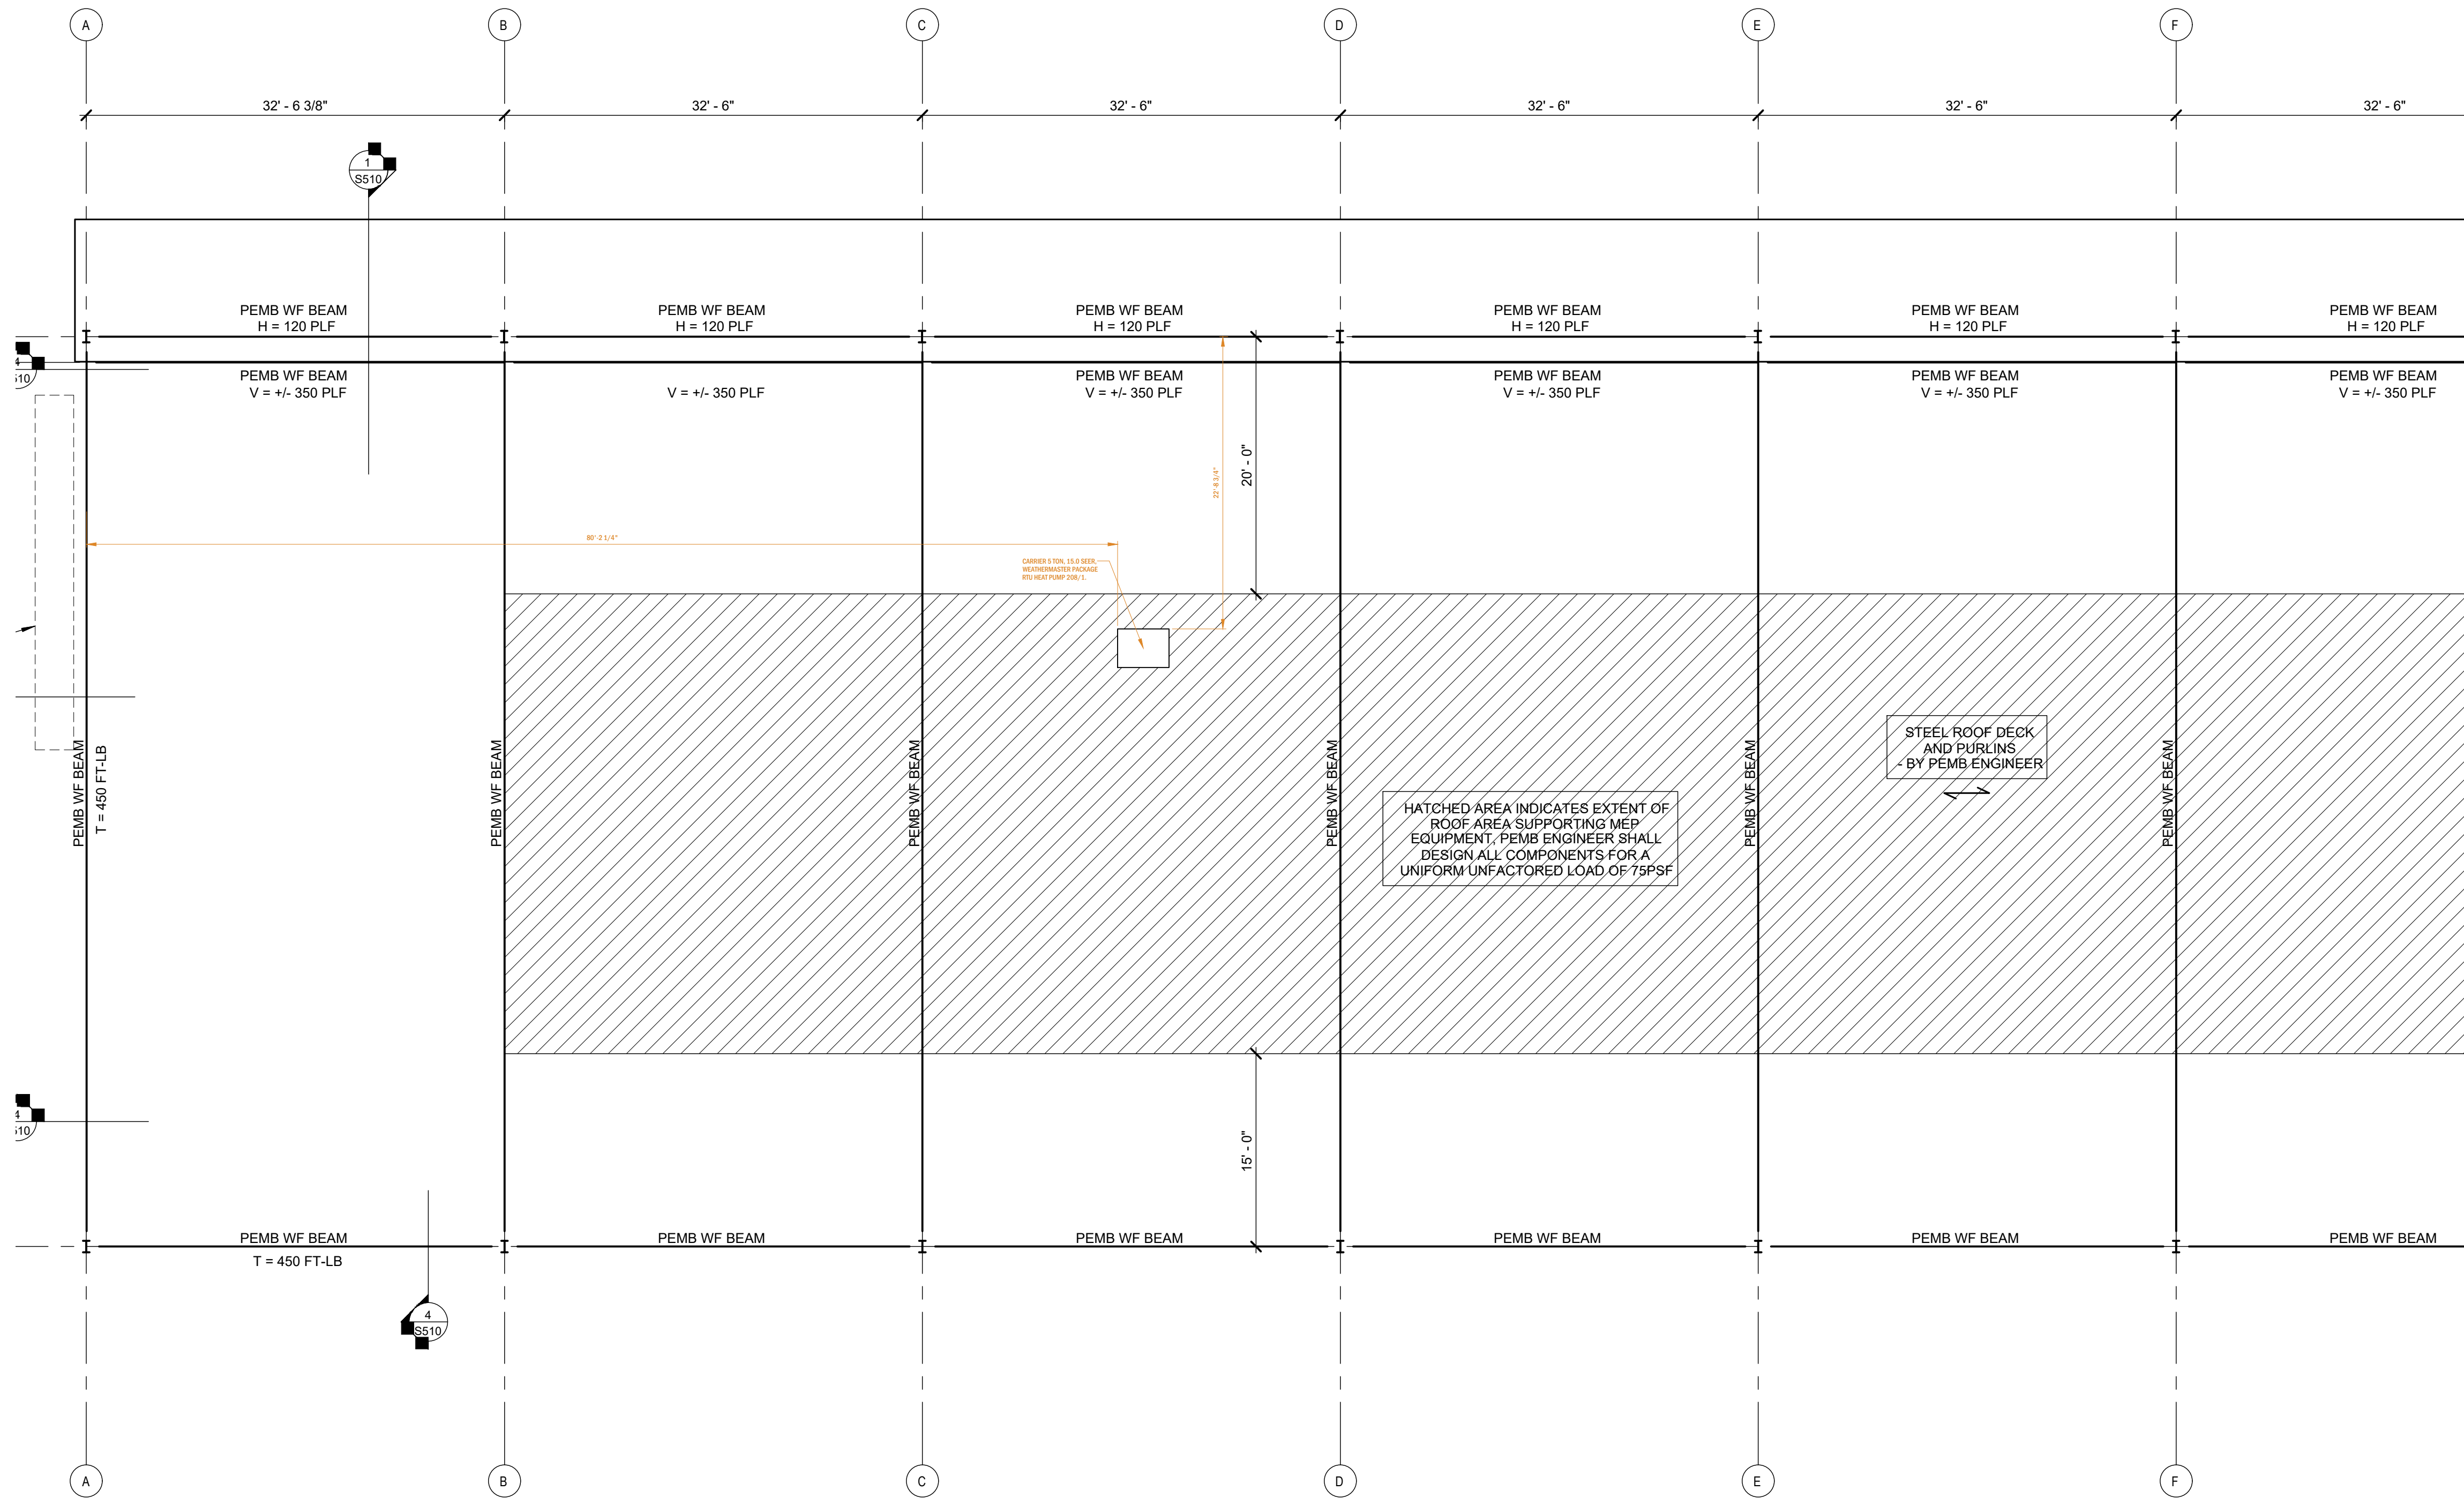 A B C D E F
32' - 6 3/8" 32' - 6" 32' - 6" 32' - 6" 32' - 6" 32' - 6"
1
S510
PEMB WF BEAM
H = 120 PLF
PEMB WF BEAM
H = 120 PLF
PEMB WF BEAM
H = 120 PLF
PEMB WF BEAM
H = 120 PLF
PEMB WF BEAM
H = 120 PLF
PEMB WF BEAM
H = 120 PLF
4
510
PEMB WF BEAM
V = +/- 350 PLF
V = +/- 350 PLF
PEMB WF BEAM
V = +/- 350 PLF
PEMB WF BEAM
V = +/- 350 PLF
PEMB WF BEAM
V = +/- 350 PLF
PEMB WF BEAM
V = +/- 350 PLF
22'-8 3/4"
20' - 0"
80'-2 1/4"
CARRIER 5 TON, 15.0 SEER,
WEATHERMASTER PACKAGE
RTU HEAT PUMP 208/1.
PEMB WF BEAM
T = 450 FT-LB
PEMB WF BEAM
PEMB WF BEAM
PEMB WF BEAM
PEMB WF BEAM
PEMB WF BEAM
STEEL ROOF DECK
AND PURLINS
- BY PEMB ENGINEER
HATCHED AREA INDICATES EXTENT OF
ROOF AREA SUPPORTING MEP
EQUIPMENT, PEMB ENGINEER SHALL
DESIGN ALL COMPONENTS FOR A
UNIFORM UNFACTORED LOAD OF 75PSF
4
510
15' - 0"
PEMB WF BEAM
T = 450 FT-LB
PEMB WF BEAM
PEMB WF BEAM
PEMB WF BEAM
PEMB WF BEAM
PEMB WF BEAM
4
S510
A B C D E F